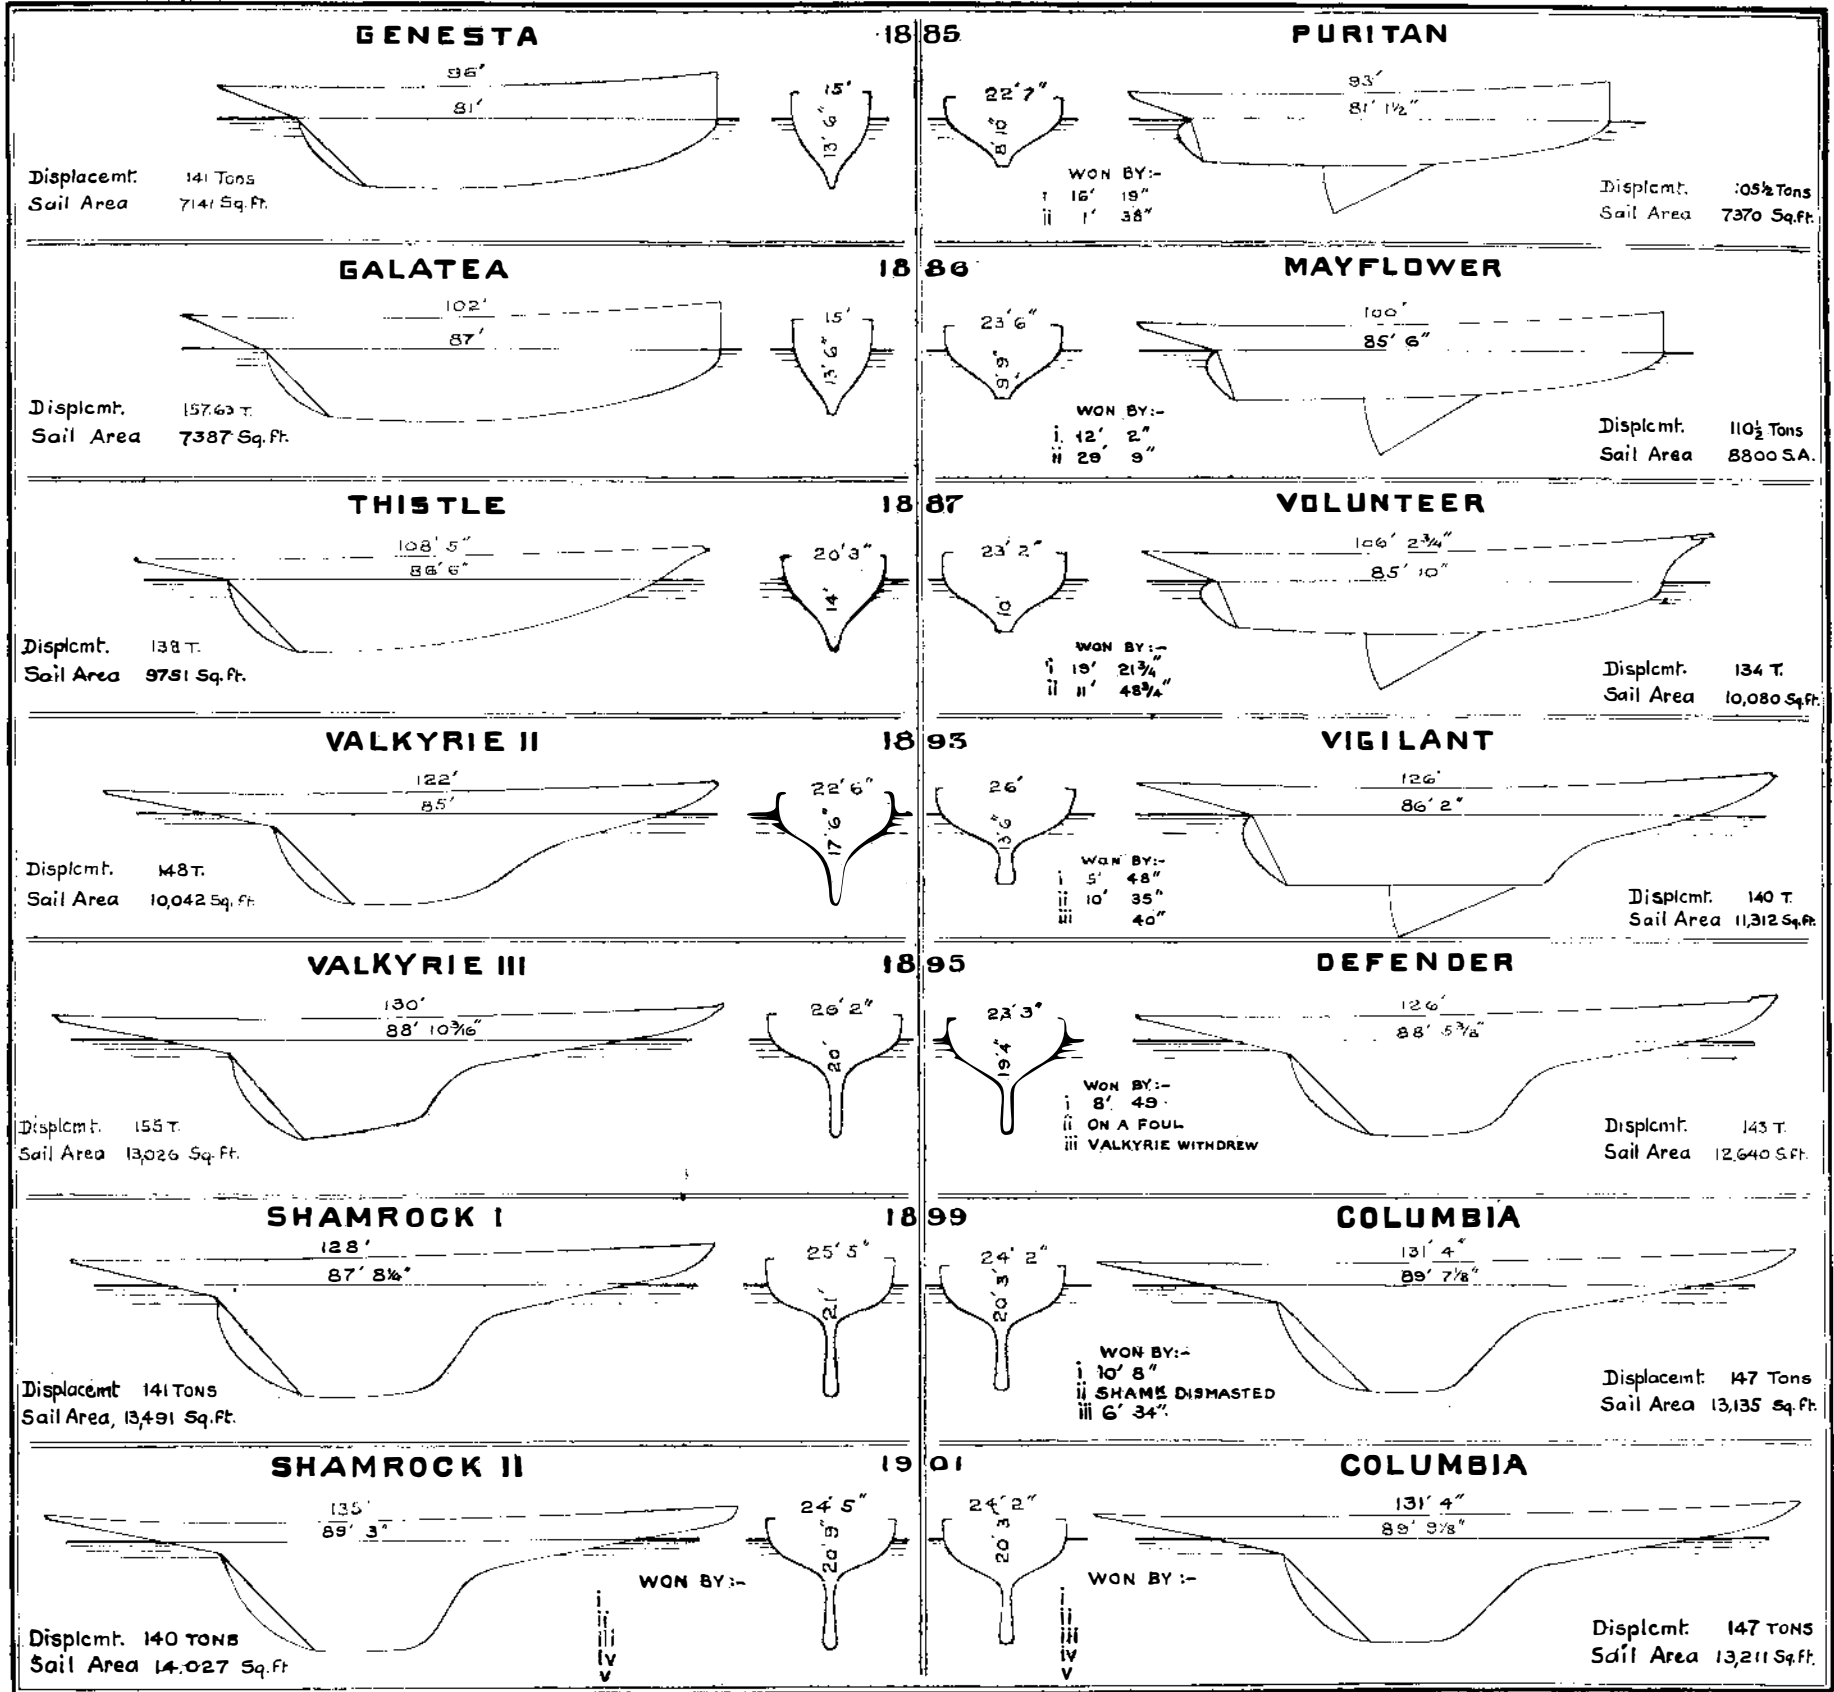 GENESTA
1885
PURITAN
96'
81'
15'
13' 6"
22' 7"
8' 10"
93'
81' 1½"
Displacemt. 141 Tons
Sail Area 7141 Sq.ft.
WON BY:-
i 16' 19"
ii 1' 38"
Displcmt. 105½ Tons
Sail Area 7370 Sq.ft.
GALATEA
1886
MAYFLOWER
102'
87'
15'
13' 6"
23' 6"
9' 9"
100'
85' 6"
Displcmt. 157.63 T.
Sail Area 7387 Sq.ft.
WON BY:-
i. 12' 2"
ii 29' 9"
Displcmt. 110½ Tons
Sail Area 8800 S.A.
THISTLE
1887
VOLUNTEER
108' 5"
86' 6"
20' 3"
14'
23' 2"
10'
106' 2¾"
85' 10"
Displcmt. 138 T.
Sail Area 9751 Sq.ft.
WON BY:-
i 19' 21¾"
ii 11' 48¾"
Displcmt. 134 T.
Sail Area 10,080 Sq.ft.
VALKYRIE II
1893
VIGILANT
122'
85'
22' 6"
17' 6"
26'
13' 6"
126'
86' 2"
Displcmt. 148 T.
Sail Area 10,042 Sq.ft.
WON BY:-
i 5' 48"
ii 10' 35"
iii 40"
Displcmt. 140 T.
Sail Area 11,312 Sq.ft.
VALKYRIE III
1895
DEFENDER
130'
88' 10 3/16"
26' 2"
20'
23' 3"
19' 4"
126'
88' 5⅜"
Displcmt. 155 T.
Sail Area 13,026 Sq.ft.
WON BY:-
i 8' 49
ii ON A FOUL
iii VALKYRIE WITHDREW
Displcmt. 143 T.
Sail Area 12,640 S.ft.
SHAMROCK I
1899
COLUMBIA
128'
87' 8¼"
25' 5"
21'
24' 2"
20' 3"
131' 4"
89' 7⅛"
Displacemt 141 TONS
Sail Area, 13,491 Sq.ft.
WON BY:-
i 10' 8"
ii SHAMK DISMASTED
iii 6' 34".
Displacemt. 147 Tons
Sail Area 13,135 Sq.ft.
SHAMROCK II
1901
COLUMBIA
135'
89' 3"
24' 5"
20' 9"
24' 2"
20' 3"
131' 4"
89' 9⅛"
WON BY:-
i
ii
iii
iv
v
WON BY:-
i
ii
iii
iv
v
Displcmt. 140 TONS
Sail Area 14,027 Sq.ft
Displcmt. 147 TONS
Sail Area 13,211 Sq.ft.